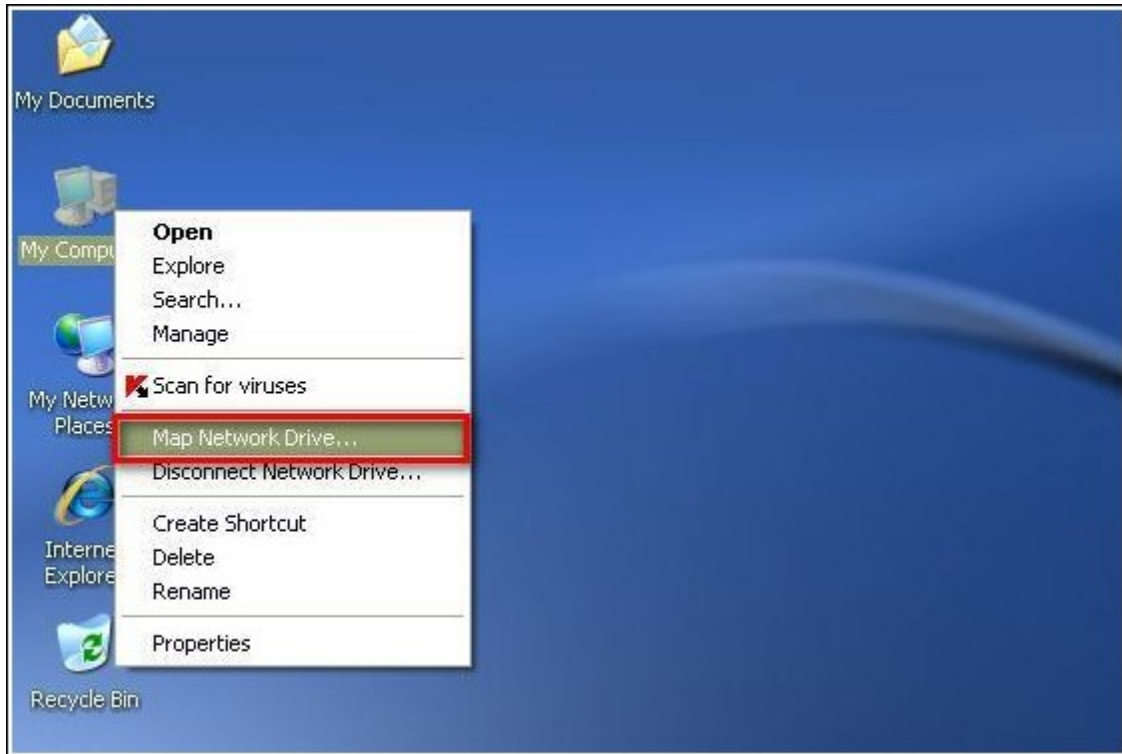 My Documents
My Compu
My Netw
Places
Interne
Explore
Recycle Bin
Open
Explore
Search...
Manage
Scan for viruses
Map Network Drive...
Disconnect Network Drive...
Create Shortcut
Delete
Rename
Properties